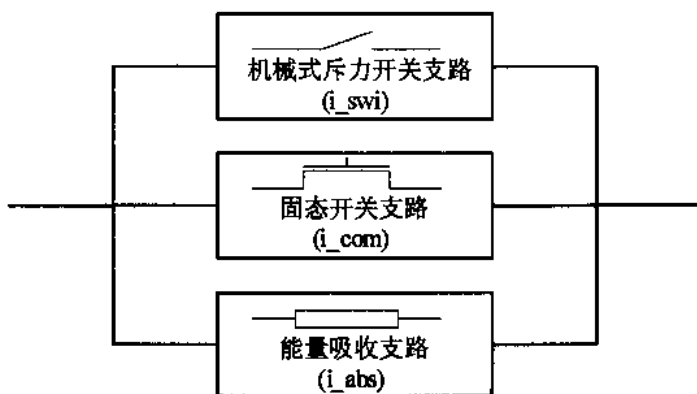 机械式斥力开关支路
(i_swi)
固态开关支路
(i_com)
能量吸收支路
(i_abs)